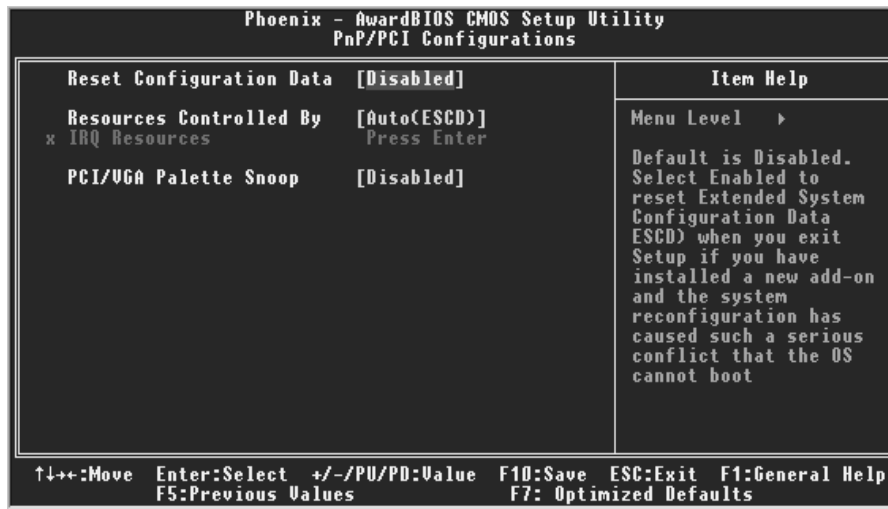 Phoenix - AwardBIOS CMOS Setup Utility
PnP/PCI Configurations
Reset Configuration Data [Disabled]
Resources Controlled By [Auto(ESCD)]
x IRQ Resources Press Enter
PCI/VGA Palette Snoop [Disabled]
Item Help
Menu Level ▸
Default is Disabled.
Select Enabled to
reset Extended System
Configuration Data
ESCD) when you exit
Setup if you have
installed a new add-on
and the system
reconfiguration has
caused such a serious
conflict that the OS
cannot boot
↑↓→←:Move Enter:Select +/-/PU/PD:Value F10:Save ESC:Exit F1:General Help
F5:Previous Values F7: Optimized Defaults